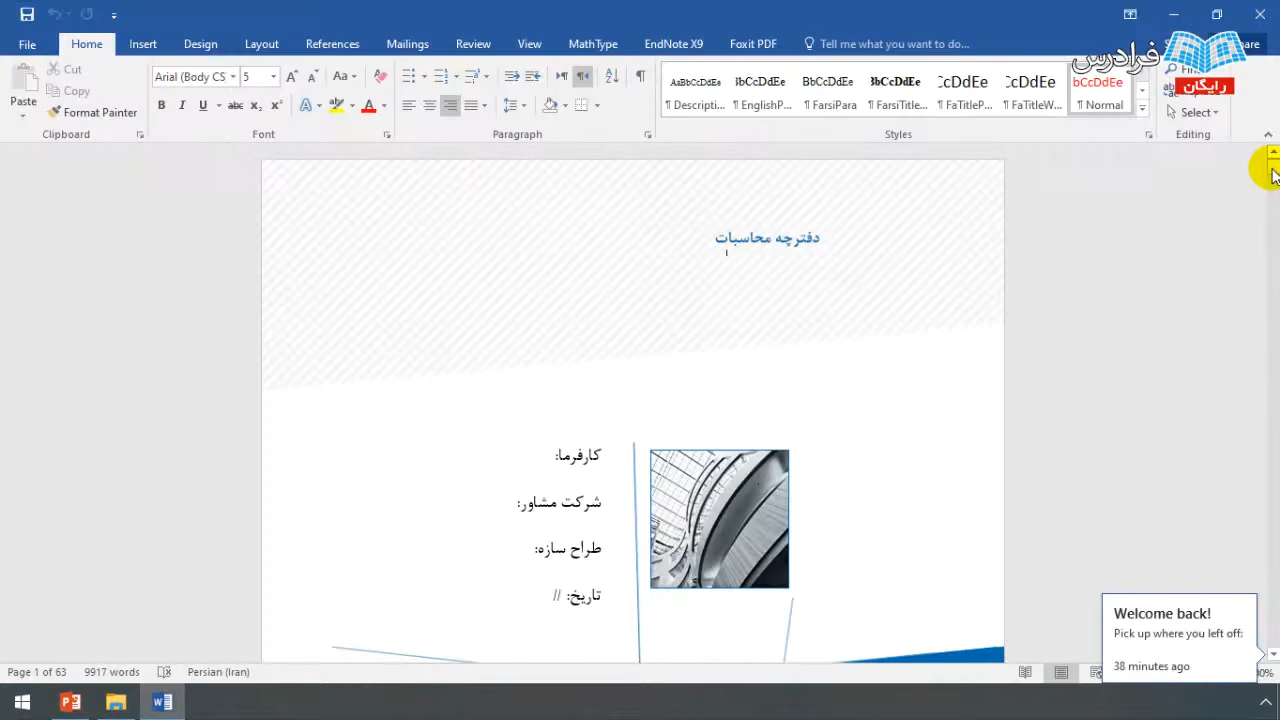 File Home Insert Design Layout References Mailings Review View MathType EndNote X9 Foxit PDF Tell me what you want to do...
فرادرس
رایگان
Paste
Cut
Copy
Format Painter
Arial (Body CS 5
AaBbCcDdEe
¶ Descripti...
¶ EnglishP...
BbCcDdEe
¶ FarsiPara...
¶ FarsiTitle...
¶ FaTitleP...
¶ FaTitleW...
bCcDdEe
¶ Normal
Select
Clipboard Font Paragraph Styles Editing
دفترچه محاسبات
کارفرما:
شرکت مشاور:
طراح سازه:
تاریخ: //
Welcome back!
Pick up where you left off:
38 minutes ago
Page 1 of 63 9917 words Persian (Iran)